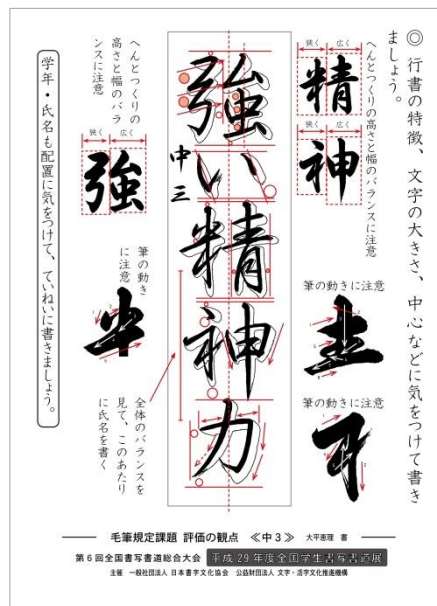 ◎ 行書の特徴、文字の大きさ、中心などに気をつけて書き
ましょう。
へんとつくりの高さと幅のバランスに注意
狭く 広く
精
狭く 広く
神
筆の動きに注意
筆の動きに注意
強い精神力
中三
へんとつくりの
高さと幅のバラ
ンスに注意
狭く 広く
強
筆の動き
に注意
全体のバランスを
見て、このあたり
に氏名を書く
学年・氏名も配置に気をつけて、ていねいに書きましょう。
毛筆規定課題 評価の観点 ≪中3≫ 大平恵理 書
第6回全国書写書道総合大会 平成29年度全国学生書写書道展
主催 一般社団法人 日本書字文化協会 公益財団法人 文字・活字文化推進機構